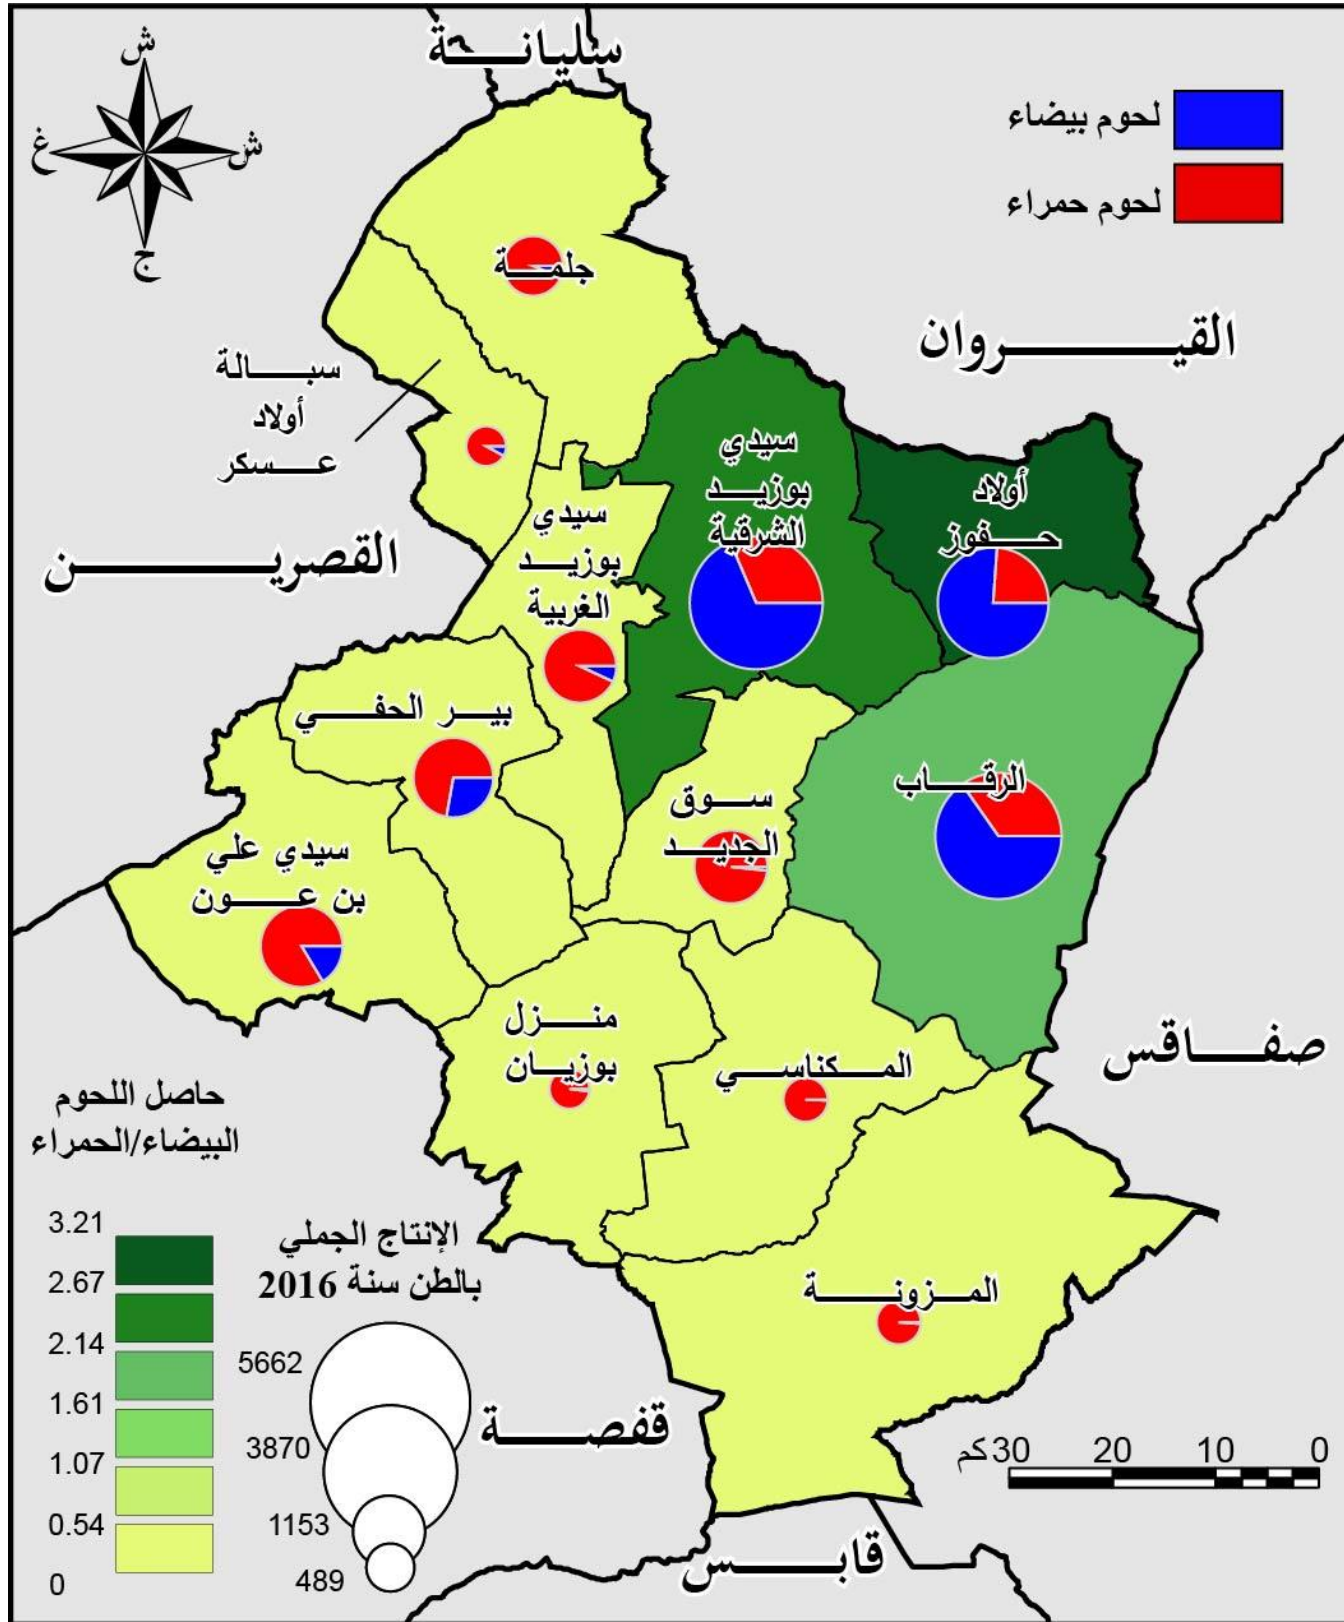 سليانة
ش
ش
غ
ج
لحوم بيضاء
لحوم حمراء
جلمة
القيروان
سبالة
أولاد
عسكر
سيدي
بوزيد
الشرقية
أولاد
حفوز
سيدي
بوزيد
الغربية
القصرين
بير الحفي
الرقاب
سوق
الجديد
سيدي علي
بن عون
منزل
بوزيان
المكناسي
صفاقس
المزونة
حاصل اللحوم
البيضاء/الحمراء
3.21
2.67
2.14
1.61
1.07
0.54
0
الإنتاج الجملي
بالطن سنة 2016
5662
3870
1153
489
قفصة
قابس
0 10 20 30 كم